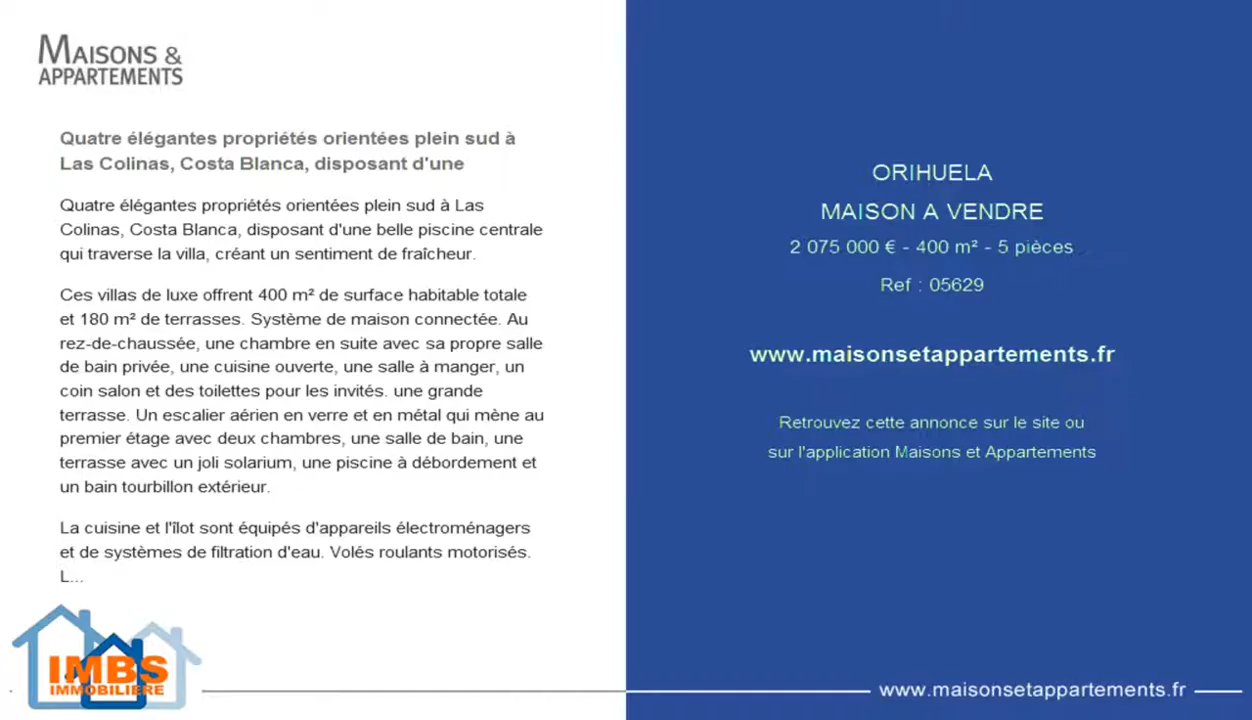 MAISONS &
APPARTEMENTS
Quatre élégantes propriétés orientées plein sud à
Las Colinas, Costa Blanca, disposant d'une
Quatre élégantes propriétés orientées plein sud à Las
Colinas, Costa Blanca, disposant d'une belle piscine centrale
qui traverse la villa, créant un sentiment de fraîcheur.
Ces villas de luxe offrent 400 m² de surface habitable totale
et 180 m² de terrasses. Système de maison connectée. Au
rez-de-chaussée, une chambre en suite avec sa propre salle
de bain privée, une cuisine ouverte, une salle à manger, un
coin salon et des toilettes pour les invités. une grande
terrasse. Un escalier aérien en verre et en métal qui mène au
premier étage avec deux chambres, une salle de bain, une
terrasse avec un joli solarium, une piscine à débordement et
un bain tourbillon extérieur.
La cuisine et l'îlot sont équipés d'appareils électroménagers
et de systèmes de filtration d'eau. Volés roulants motorisés.
L...
IMBS
IMMOBILIERE
ORIHUELA
MAISON A VENDRE
2 075 000 € - 400 m² - 5 pièces
Ref : 05629
www.maisonsetappartements.fr
Retrouvez cette annonce sur le site ou
sur l'application Maisons et Appartements
www.maisonsetappartements.fr